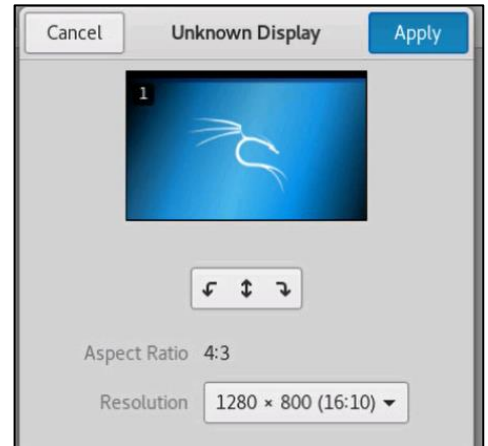 Cancel Unknown Display Apply
1
Aspect Ratio 4:3
Resolution 1280 × 800 (16:10)